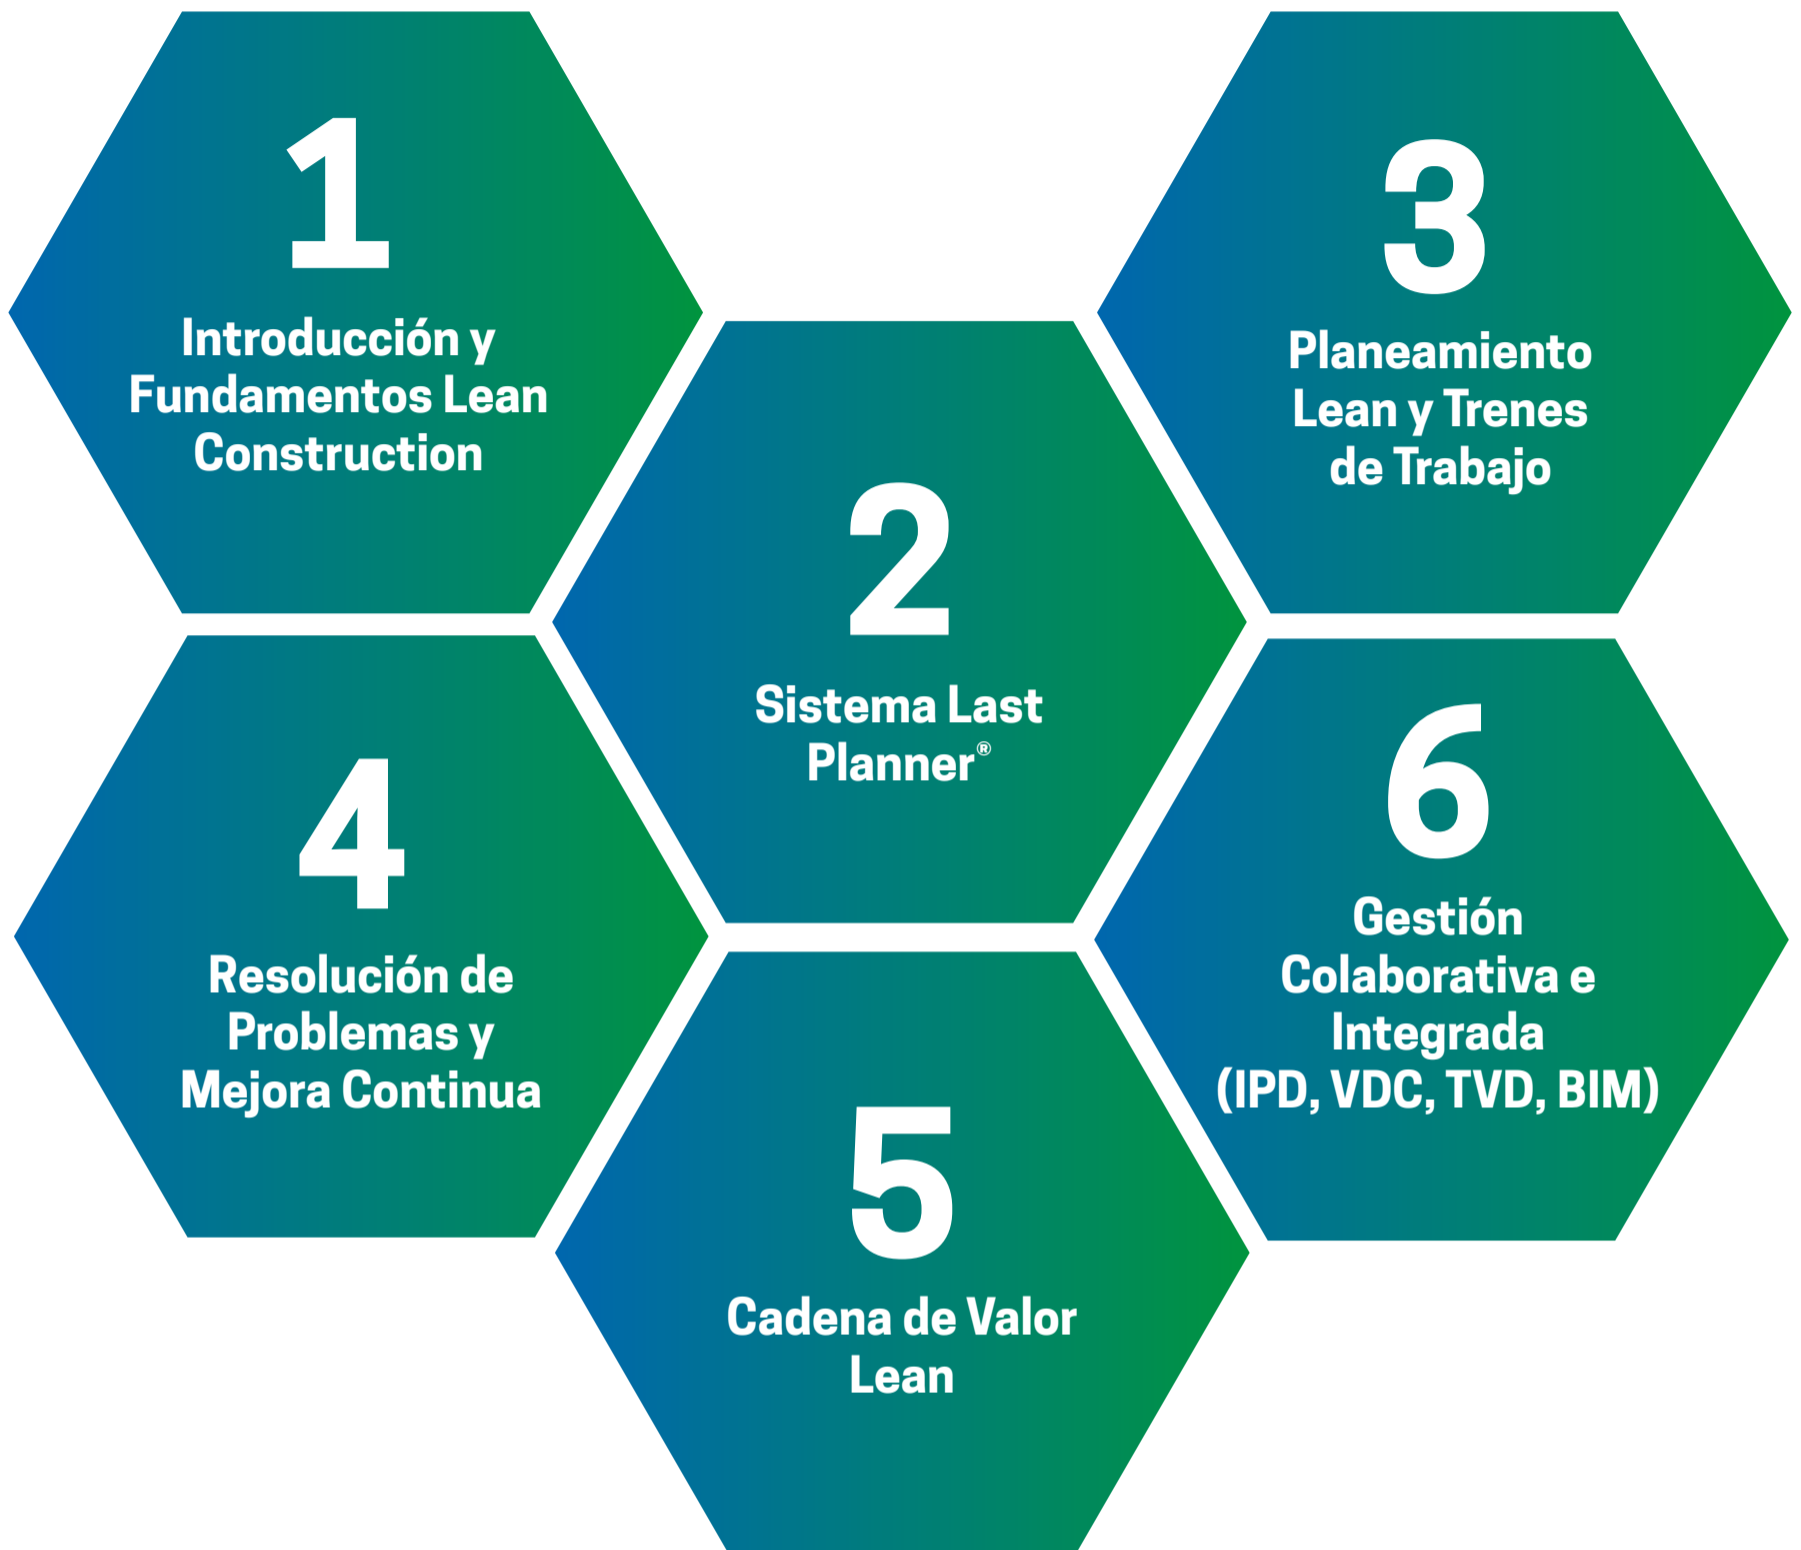 1
Introducción y
Fundamentos Lean
Construction
2
Sistema Last
Planner®
3
Planeamiento
Lean y Trenes
de Trabajo
4
Resolución de
Problemas y
Mejora Continua
5
Cadena de Valor
Lean
6
Gestión
Colaborativa e
Integrada
(IPD, VDC, TVD, BIM)